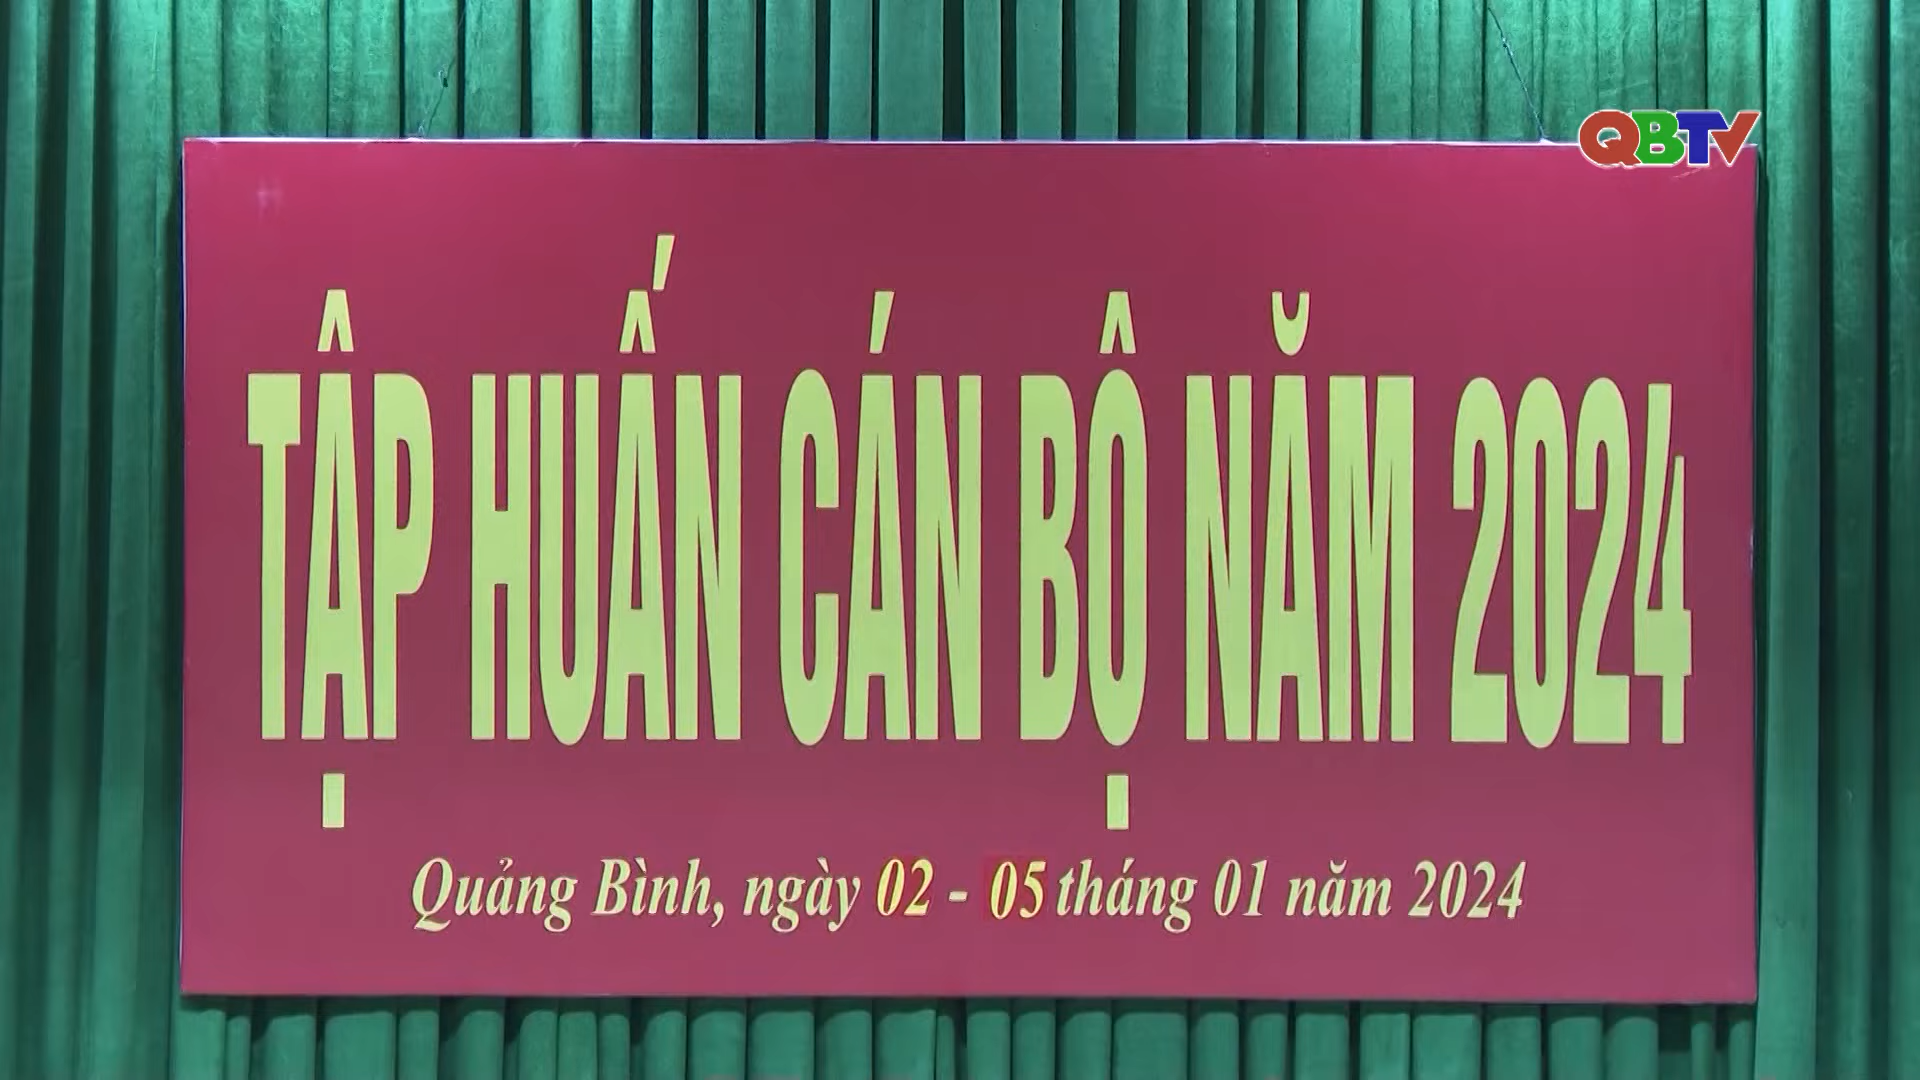 QBTV
TẬP HUẤN CÁN BỘ NĂM 2024
Quảng Bình, ngày 02 - 05 tháng 01 năm 2024